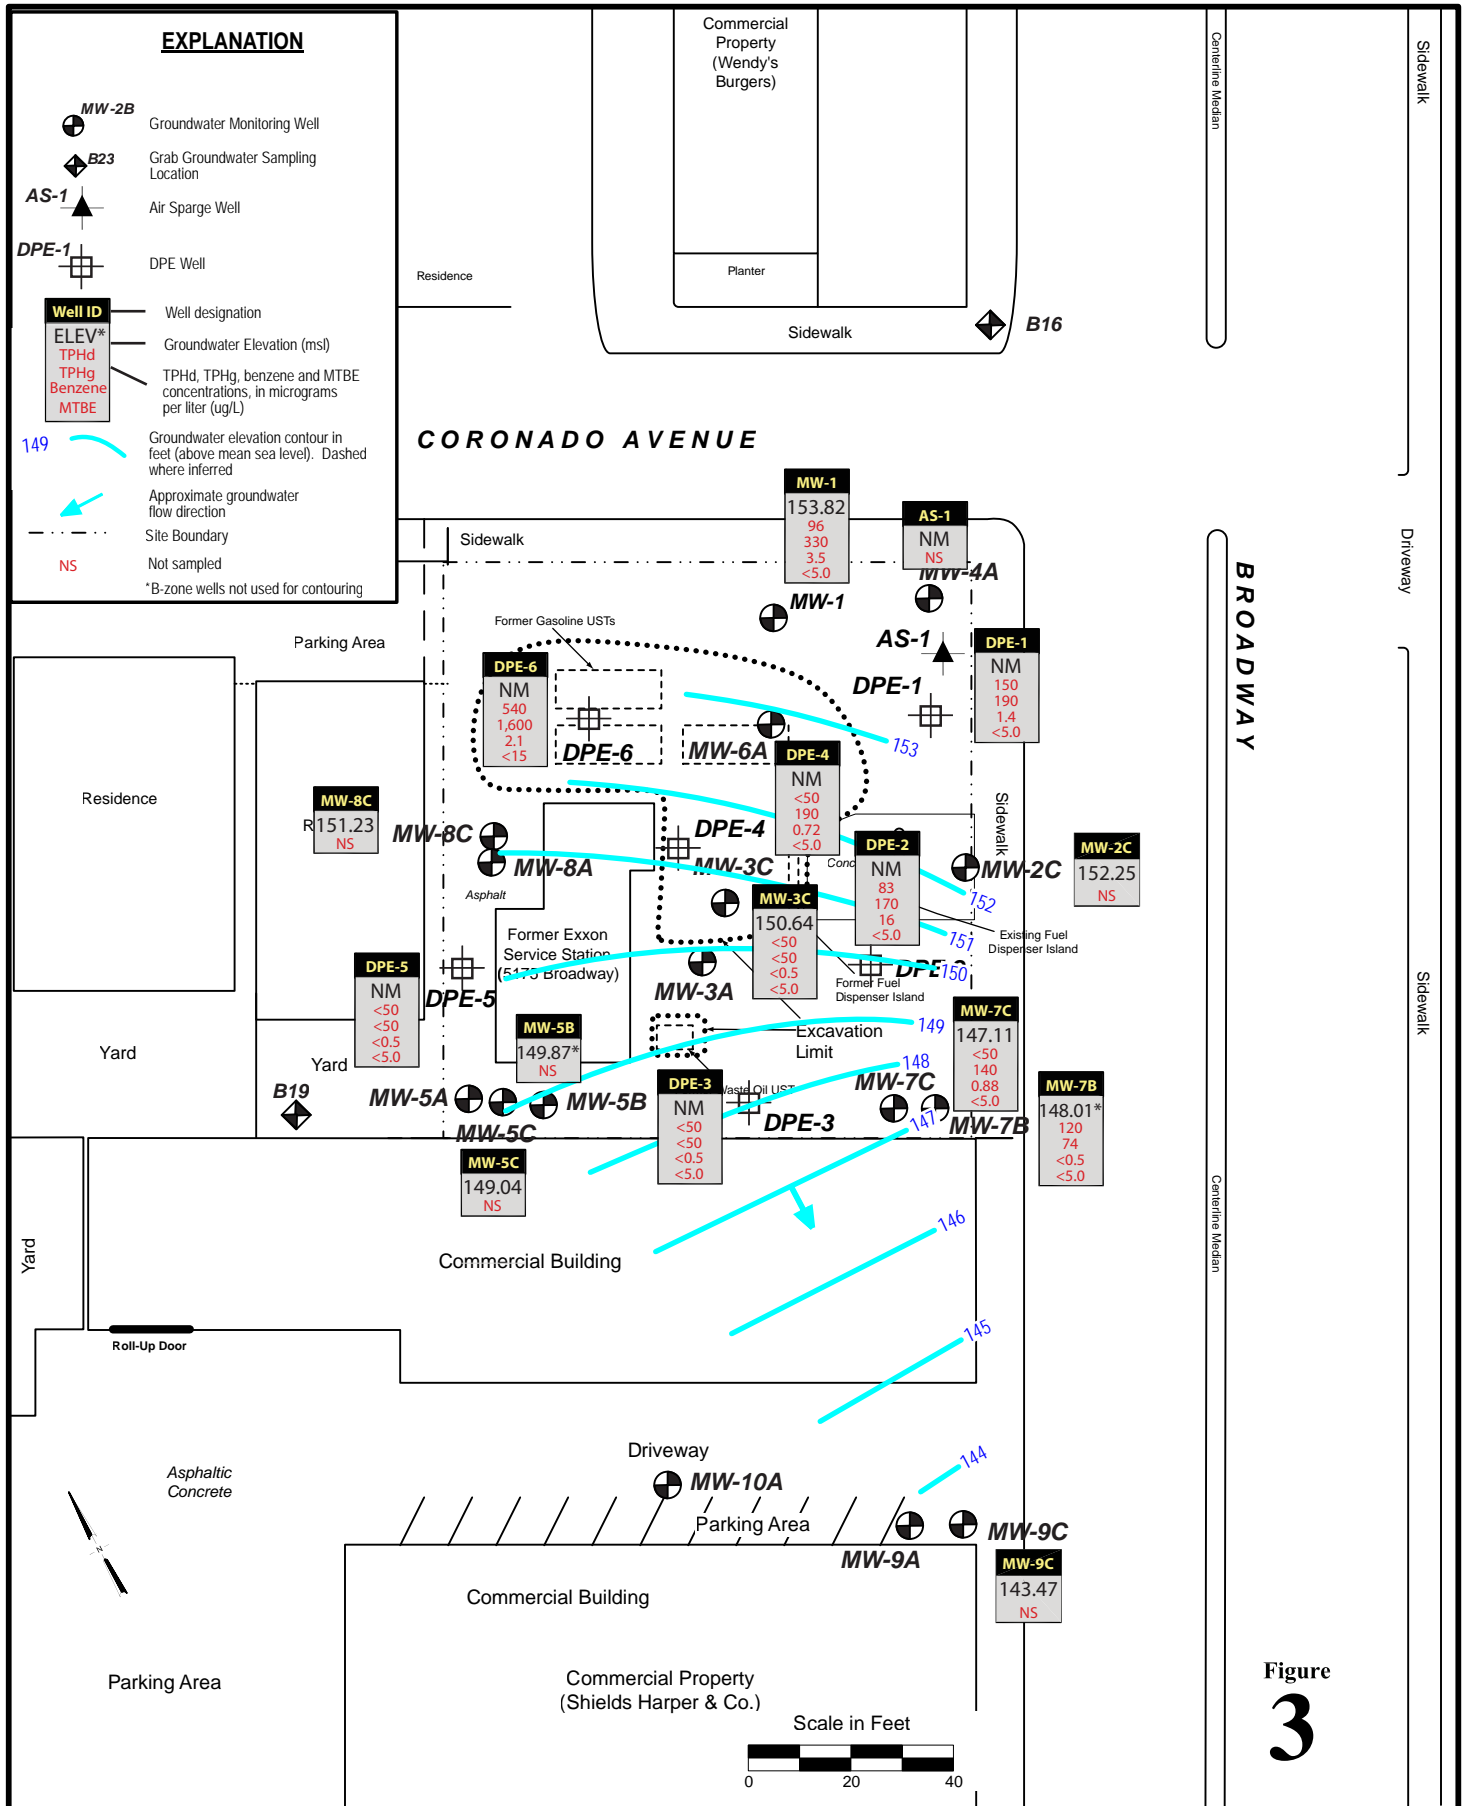 EXPLANATION
MW-2B
Groundwater Monitoring Well
B23
Grab Groundwater Sampling
Location
AS-1
Air Sparge Well
DPE-1
DPE Well
Well ID
ELEV*
TPHd
TPHg
Benzene
MTBE
Well designation
Groundwater Elevation (msl)
TPHd, TPHg, benzene and MTBE
concentrations, in micrograms
per liter (ug/L)
149
Groundwater elevation contour in
feet (above mean sea level). Dashed
where inferred
Approximate groundwater
flow direction
Site Boundary
NS
Not sampled
*B-zone wells not used for contouring
Commercial
Property
(Wendy's
Burgers)
Centerline Median
Sidewalk
Residence
Planter
Sidewalk
B16
CORONADO AVENUE
MW-1
153.82
96
330
3.5
<5.0
AS-1
NM
NS
Sidewalk
MW-4A
MW-1
Driveway
BROADWAY
Former Gasoline USTs
Parking Area
AS-1
DPE-1
NM
150
190
1.4
<5.0
DPE-6
NM
540
1,600
2.1
<15
DPE-1
DPE-6
MW-6A
153
DPE-4
NM
<50
190
0.72
<5.0
Residence
MW-8C
R
151.23
NS
MW-8C
MW-8A
DPE-4
MW-3C
Conc
DPE-2
NM
83
170
16
<5.0
Sidewalk
MW-2C
MW-2C
152.25
NS
Asphalt
MW-3C
150.64
<50
<50
<0.5
<5.0
152
151
150
Existing Fuel
Dispenser Island
Former Exxon
Service Station
(5175 Broadway)
DPE-5
NM
<50
<50
<0.5
<5.0
DPE-5
MW-3A
Former Fuel
Dispenser Island
Sidewalk
MW-5B
149.87*
NS
Excavation
Limit
149
MW-7C
147.11
<50
140
0.88
<5.0
Yard
Yard
148
B19
MW-5A
MW-5B
MW-5C
Waste Oil UST
DPE-3
NM
<50
<50
<0.5
<5.0
DPE-3
MW-7C
147
MW-7B
MW-7B
148.01*
120
74
<0.5
<5.0
MW-5C
149.04
NS
Centerline Median
Yard
Commercial Building
146
Roll-Up Door
145
Driveway
144
Asphaltic
Concrete
MW-10A
Parking Area
MW-9A
MW-9C
N
MW-9C
143.47
NS
Commercial Building
Parking Area
Commercial Property
(Shields Harper & Co.)
Scale in Feet
0
20
40
Figure
3